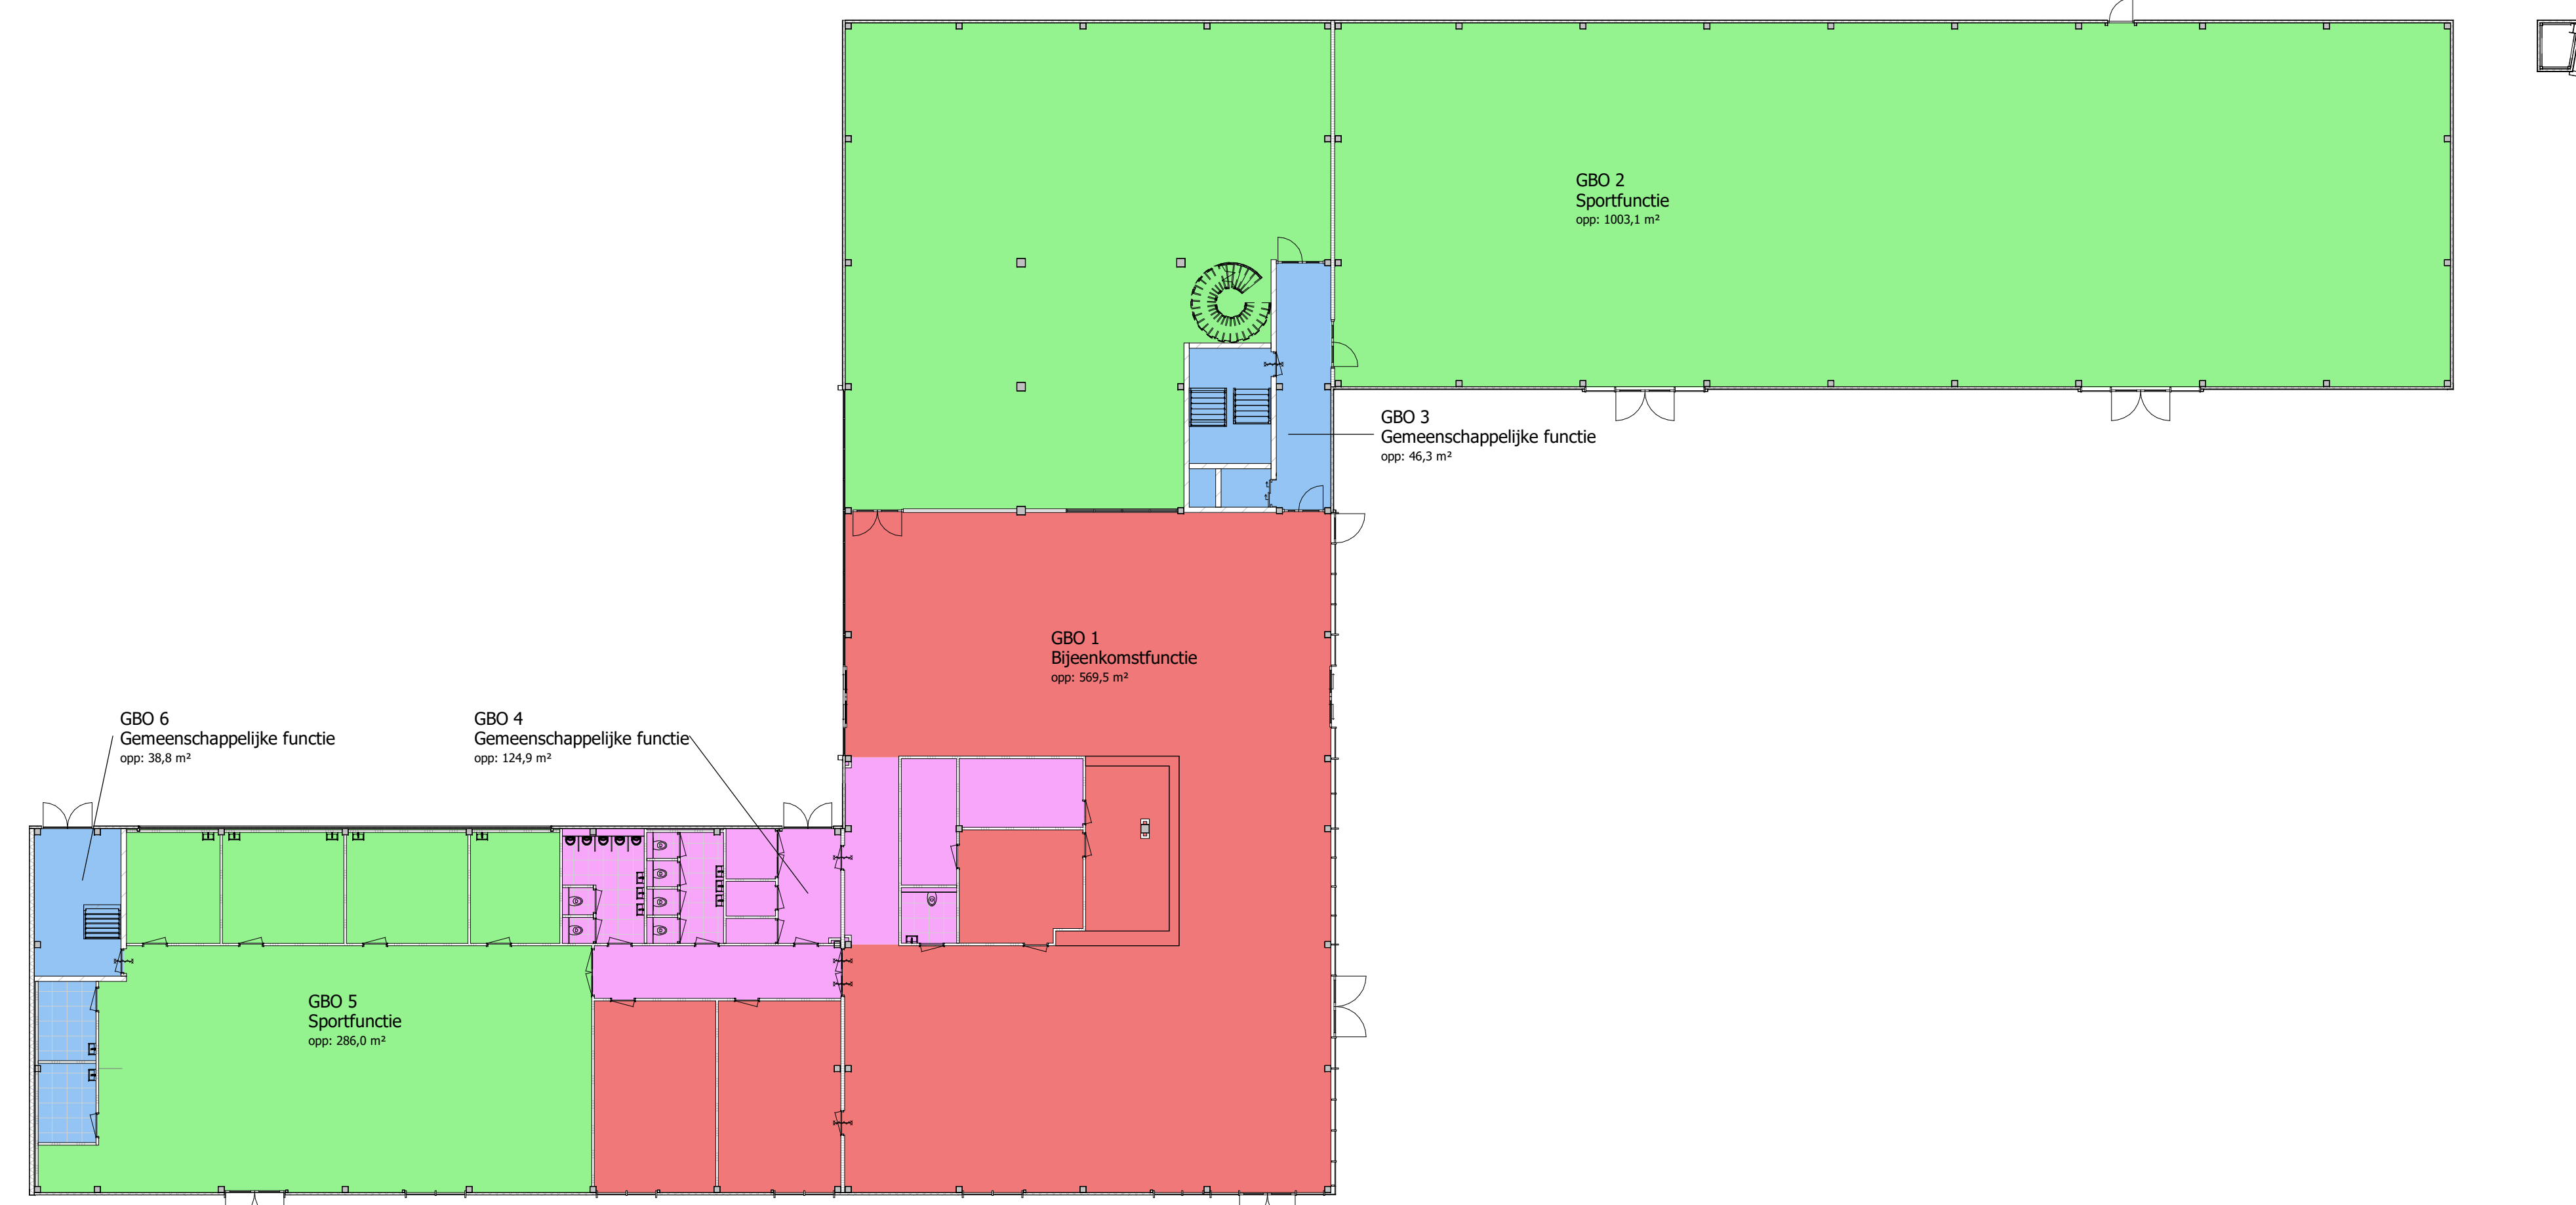 GBO 2
Sportfunctie
opp: 1003,1 m²
GBO 3
Gemeenschappelijke functie
opp: 46,3 m²
GBO 1
Bijeenkomstfunctie
opp: 569,5 m²
GBO 6
Gemeenschappelijke functie
opp: 38,8 m²
GBO 4
Gemeenschappelijke functie
opp: 124,9 m²
GBO 5
Sportfunctie
opp: 286,0 m²